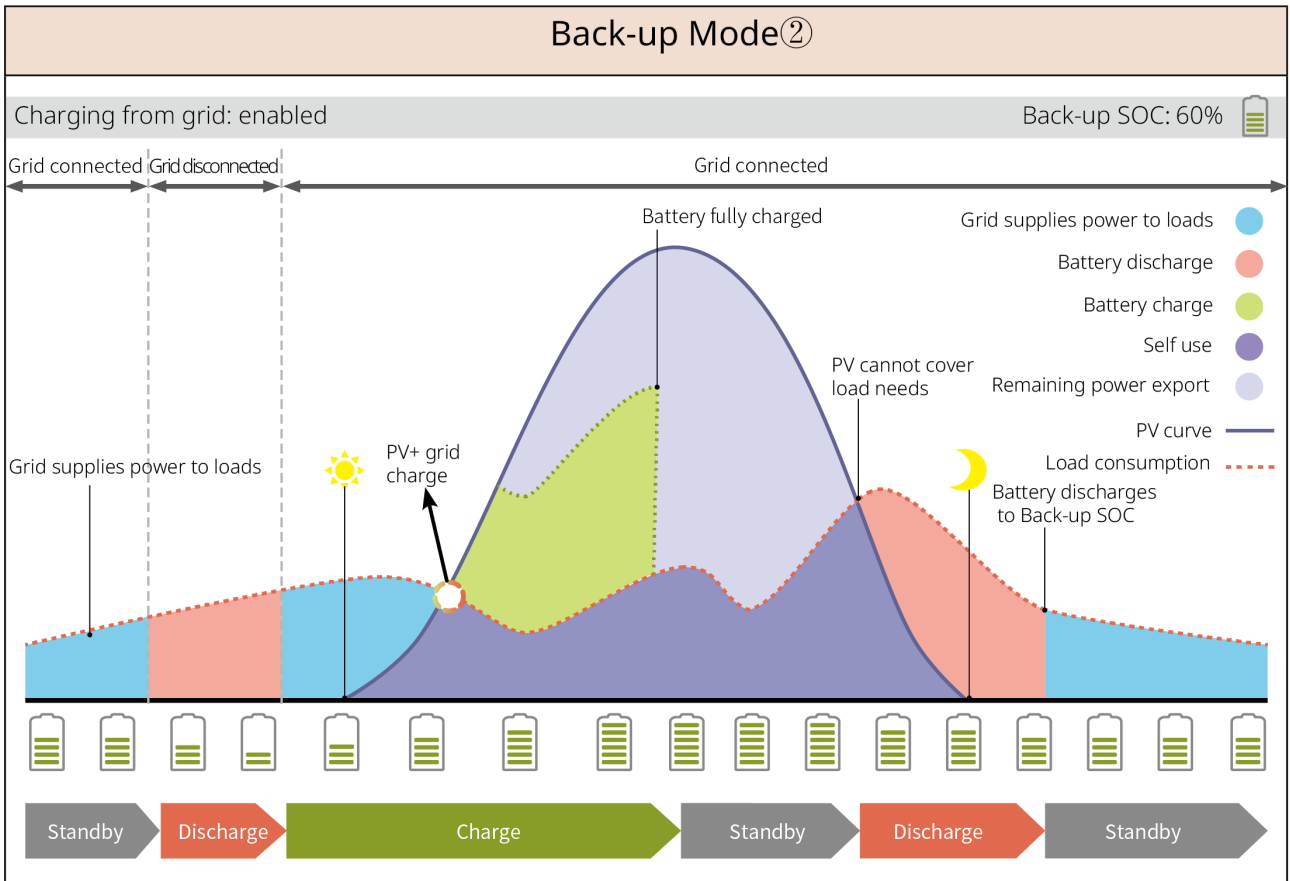 Back-up Mode②
Charging from grid: enabled
Back-up SOC: 60%
Grid connected
Grid disconnected
Grid connected
Battery fully charged
Grid supplies power to loads
Battery discharge
Battery charge
Self use
Remaining power export
PV curve
Load consumption
PV cannot cover
load needs
PV+ grid
charge
Grid supplies power to loads
Battery discharges
to Back-up SOC
Standby
Discharge
Charge
Standby
Discharge
Standby